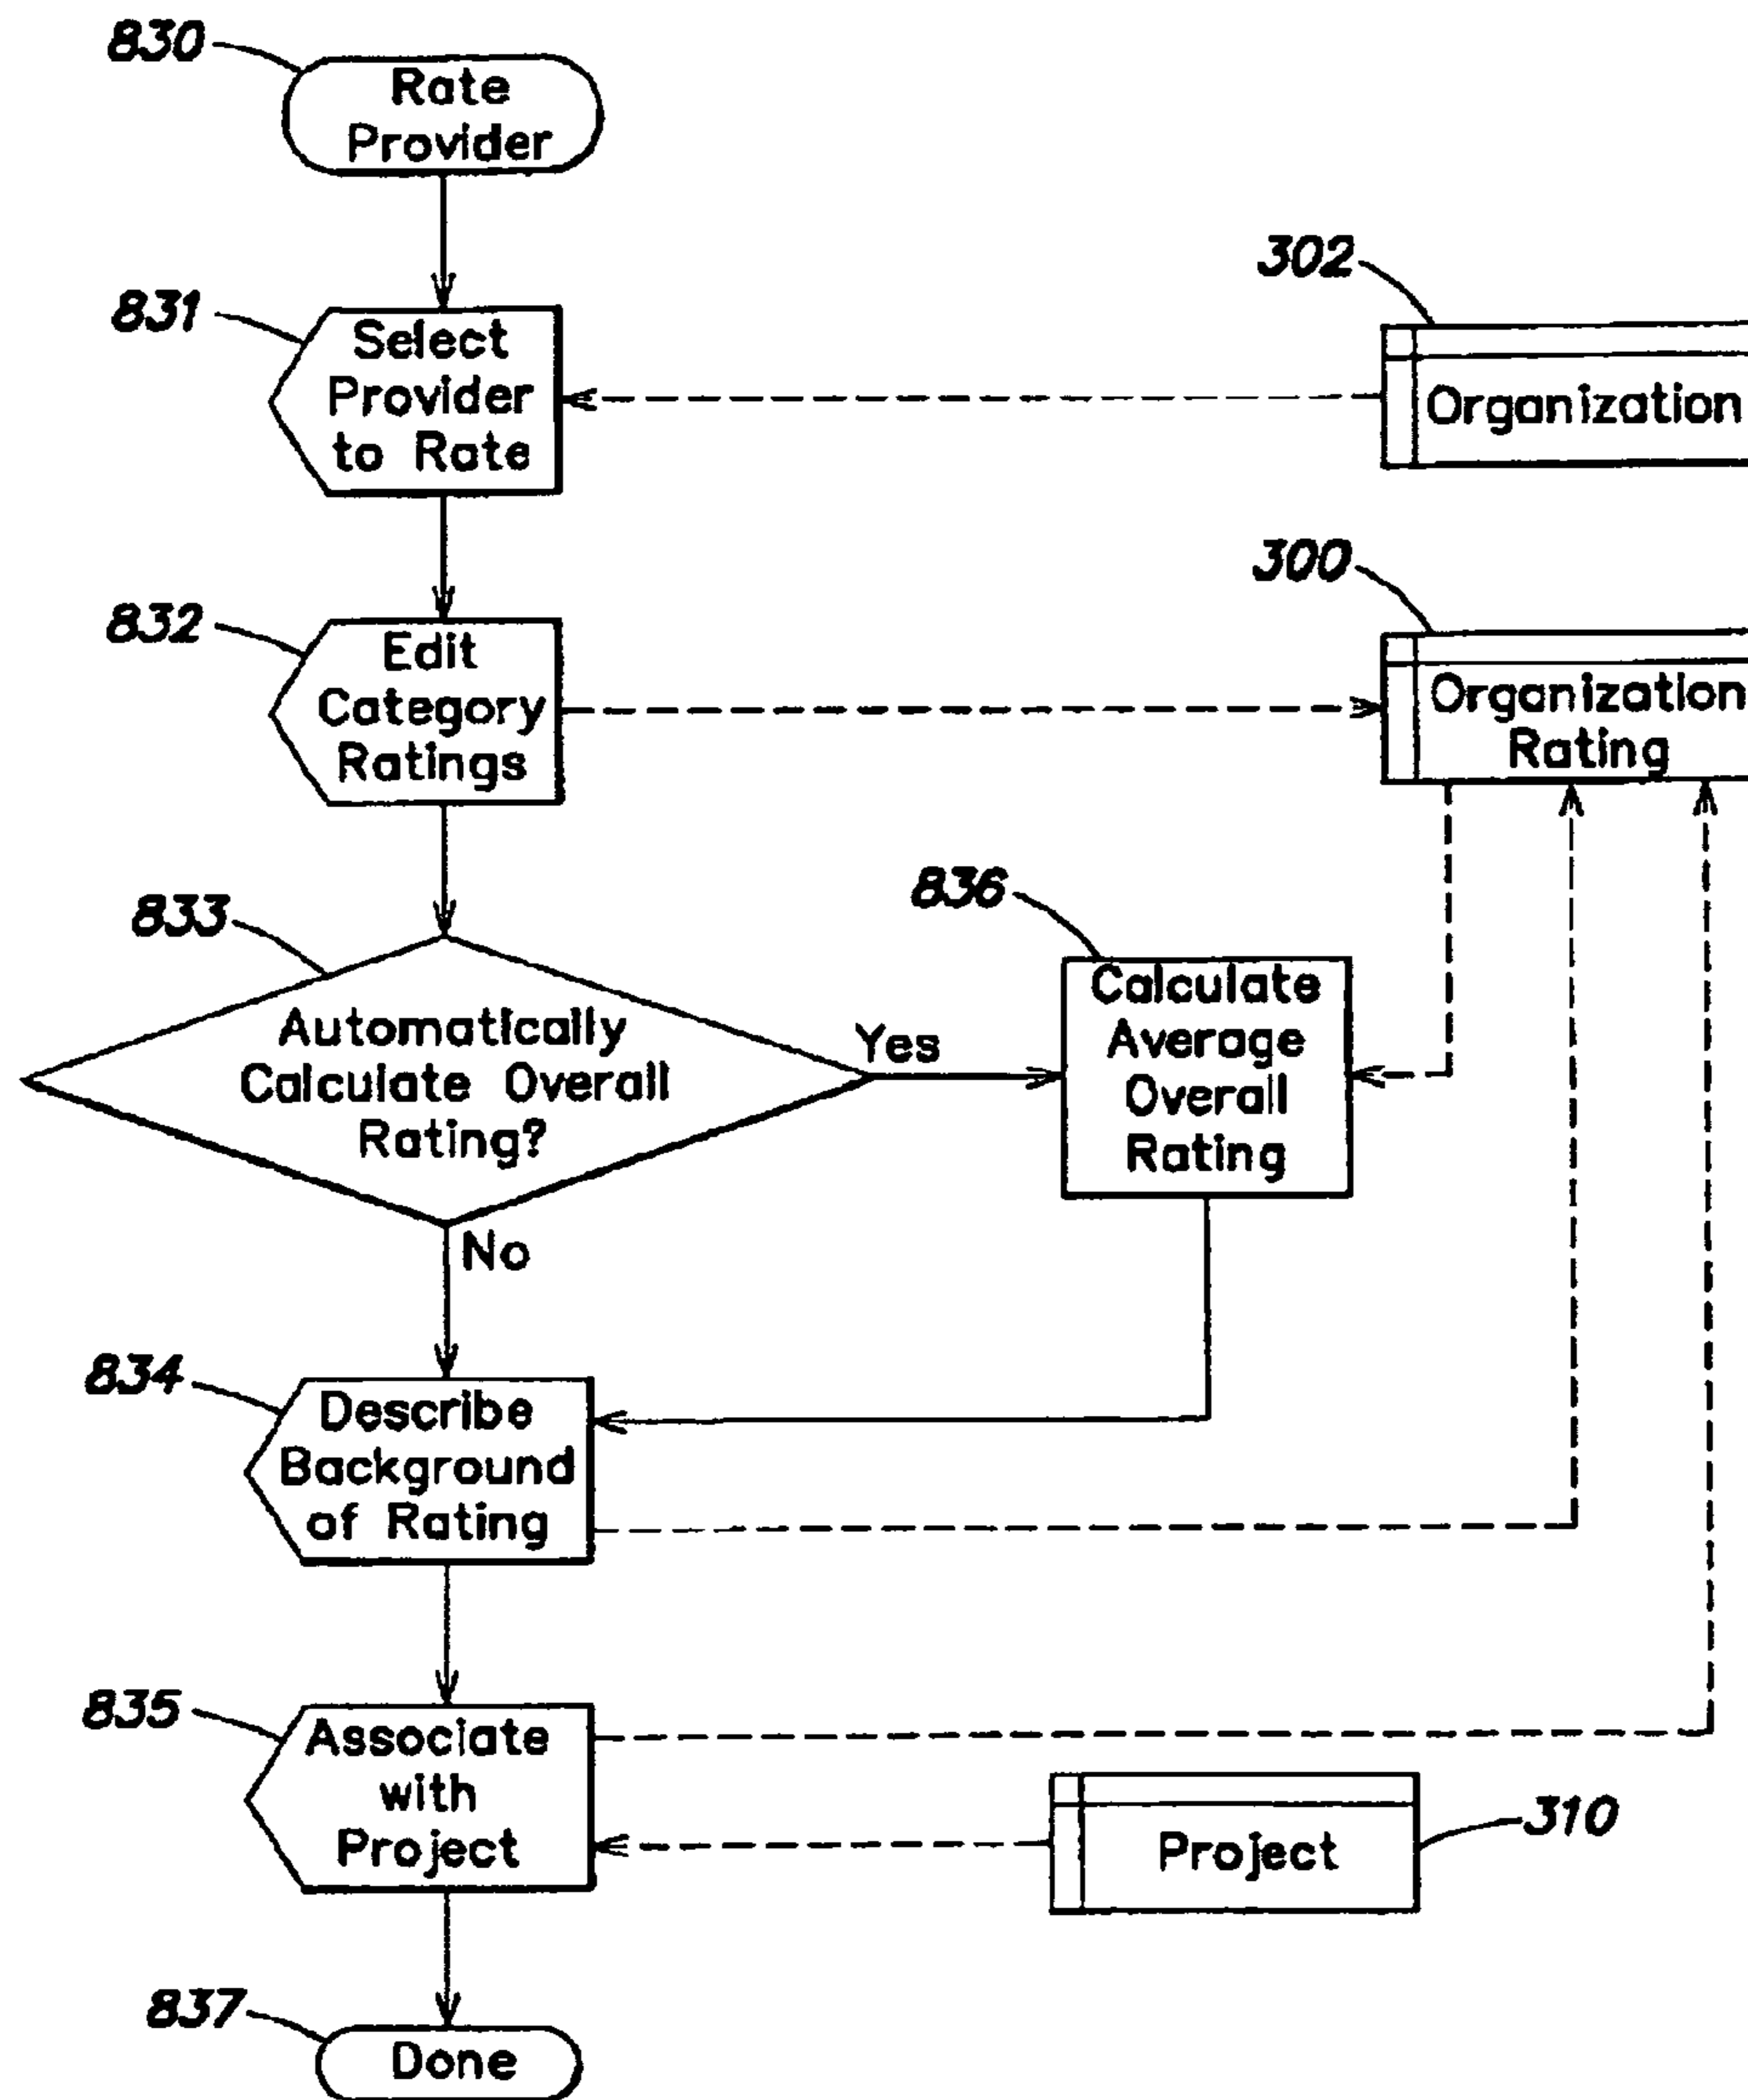 830
Rate
Provider
302
831
Select
Provider
to Rate
Organization
300
832
Edit
Category
Ratings
Organization
Rating
836
833
Automatically
Calculate Overall
Rating?
Yes
Calculate
Average
Overall
Rating
No
834
Describe
Background
of Rating
835
Associate
with
Project
310
Project
837
Done